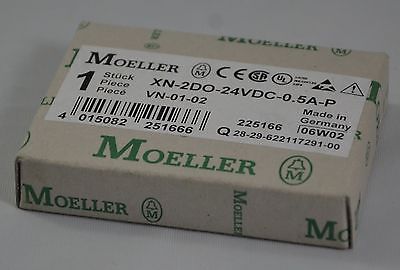 MOELLER
1 Stück
Piece
Piecé
XN-2DO-24VDC-0.5A-P
VN-01-02
4 015082 251666
225166
Made in
Germany
06W02
Q 28-29-622117291-00
MOELLER
MOELLER